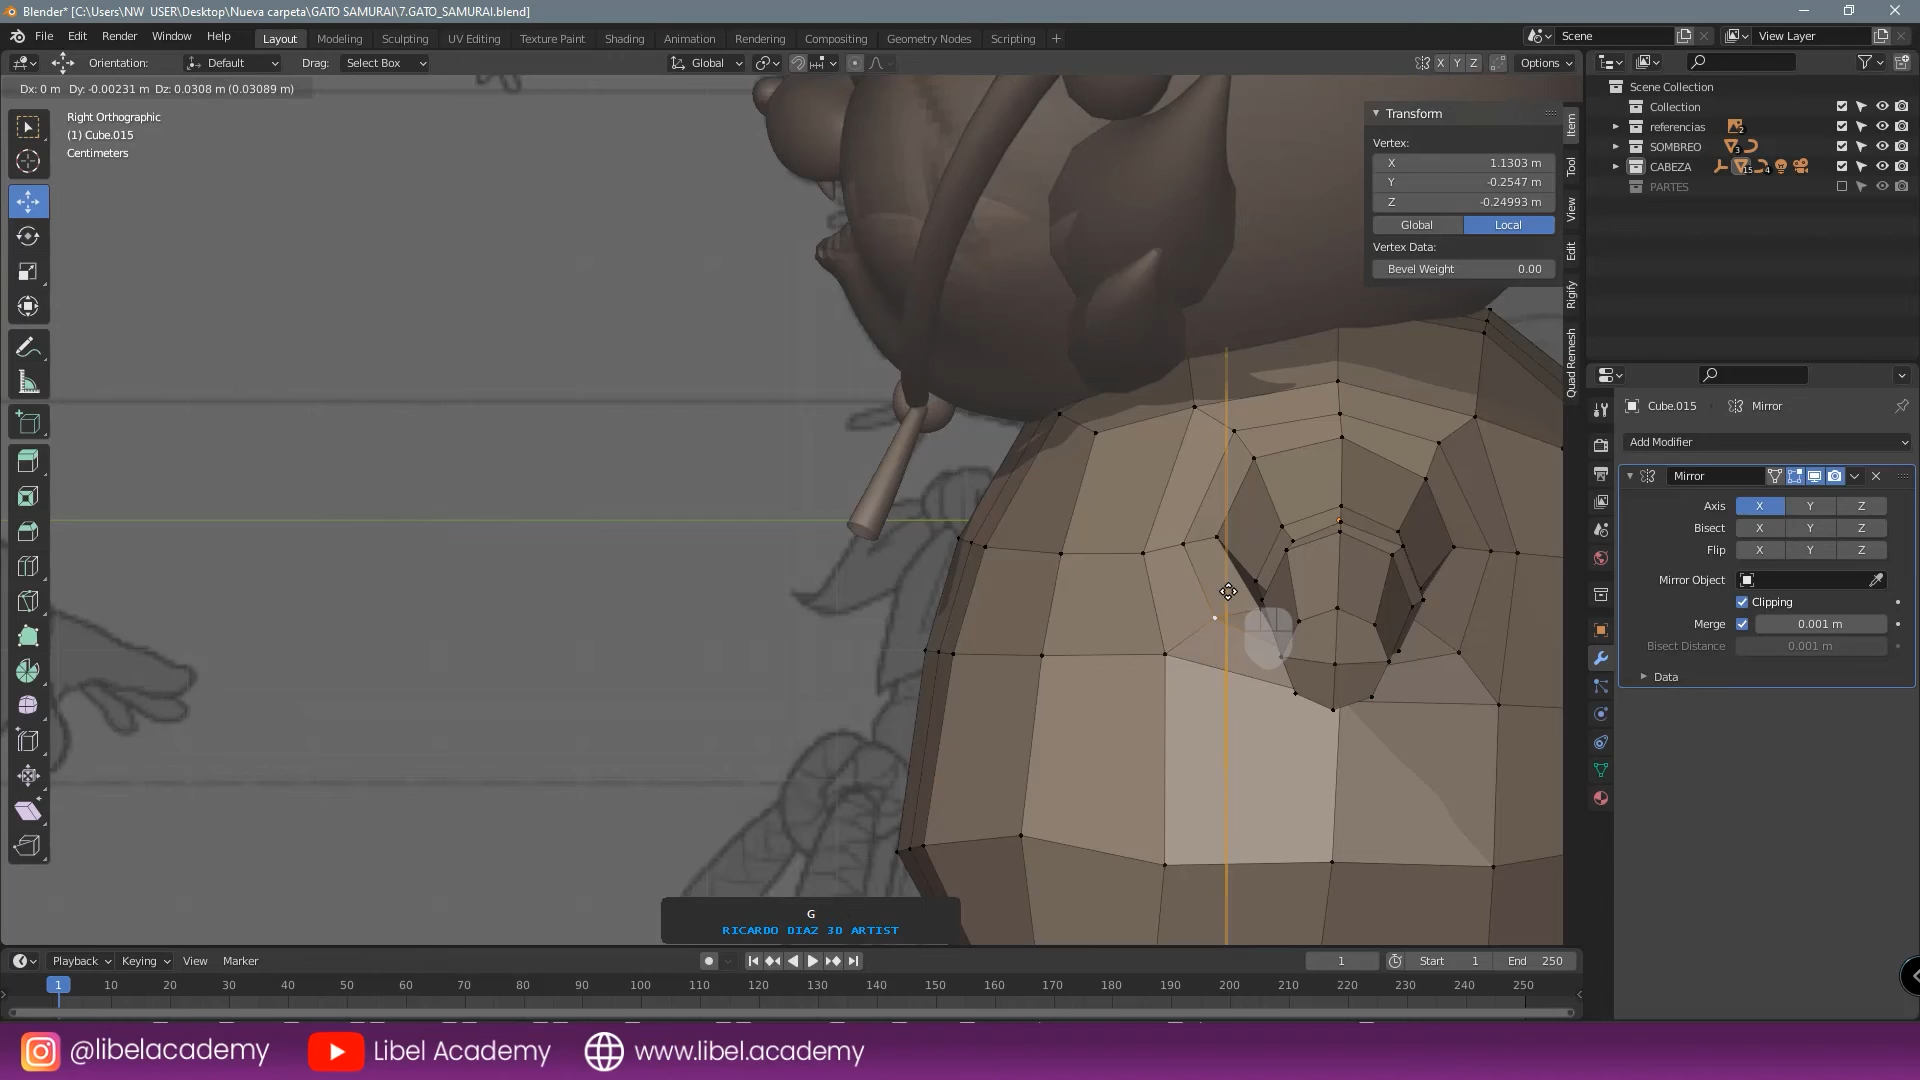 Blender* [C:\Users\NW_USER\Desktop\Nueva carpeta\GATO SAMURAI\7.GATO_SAMURAI.blend]
File Edit Render Window Help Layout Modeling Sculpting UV Editing Texture Paint Shading Animation Rendering Compositing Geometry Nodes Scripting + Scene View Layer
Orientation: Default Drag: Select Box Global X Y Z Options
Dx: 0 m Dy: -0.00231 m Dz: 0.0308 m (0.03089 m)
Right Orthographic
(1) Cube.015
Centimeters
Transform
Vertex:
X 1.1303 m
Y -0.2547 m
Z -0.24993 m
Global Local
Vertex Data:
Bevel Weight 0.00
Item
Tool
View
Edit
Rigify
Quad Remesh
Scene Collection
Collection
referencias 2
SOMBREO 3
CABEZA 15 4
PARTES
Cube.015 Mirror
Add Modifier
Mirror
Axis X Y Z
Bisect X Y Z
Flip X Y Z
Mirror Object
Clipping
Merge 0.001 m
Bisect Distance 0.001 m
Data
G
RICARDO DIAZ 3D ARTIST
Playback Keying View Marker 1 Start 1 End 250
1 10 20 30 40 50 60 70 80 90 100 110 120 130 140 150 160 170 180 190 200 210 220 230 240 250
@libelacademy Libel Academy www.libel.academy